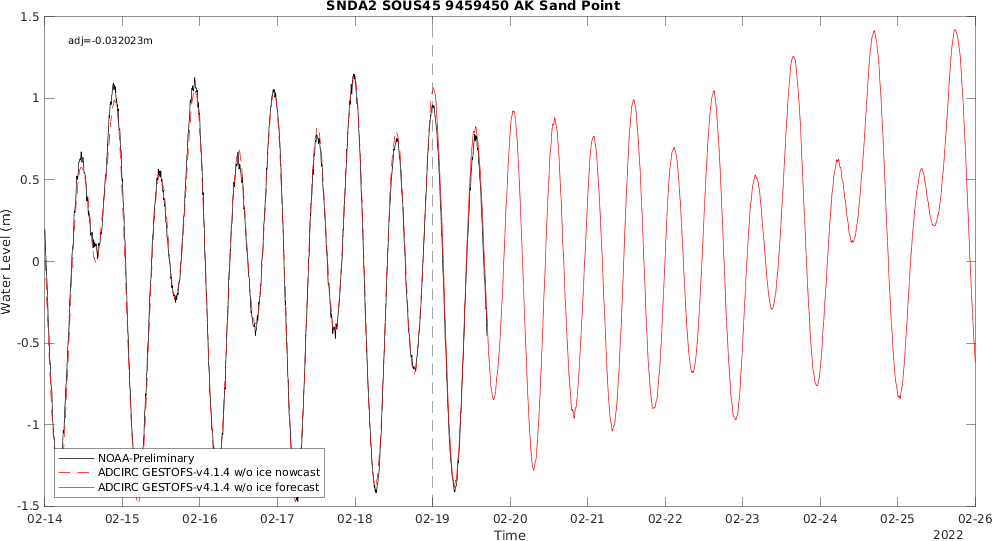 SNDA2 SOUS45 9459450 AK Sand Point
adj=-0.032023m
Water Level (m)
1.5
1
0.5
0
-0.5
-1
-1.5
NOAA-Preliminary
ADCIRC GESTOFS-v4.1.4 w/o ice nowcast
ADCIRC GESTOFS-v4.1.4 w/o ice forecast
02-14 02-15 02-16 02-17 02-18 02-19 02-20 02-21 02-22 02-23 02-24 02-25 02-26
Time
2022